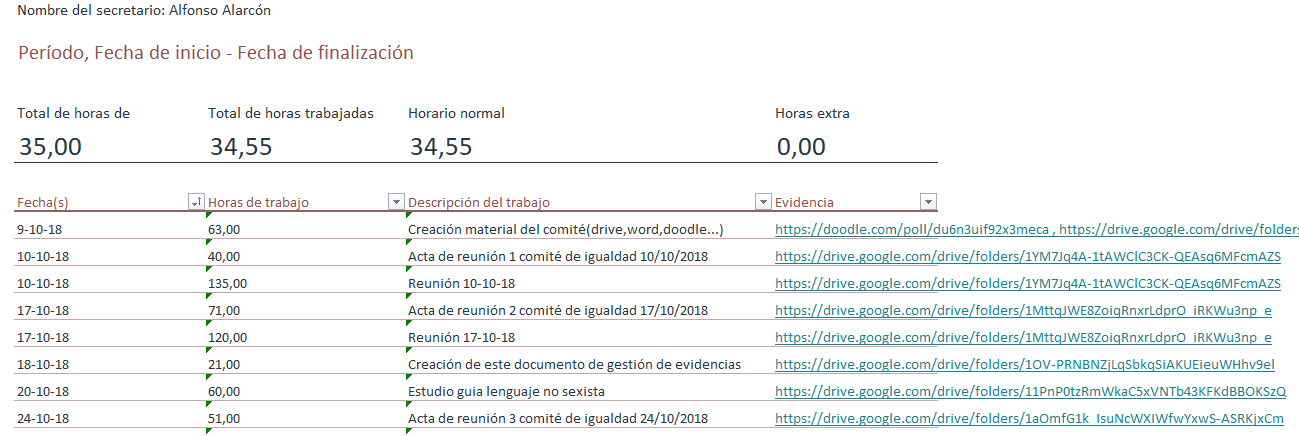 Nombre del secretario: Alfonso Alarcón
Período, Fecha de inicio - Fecha de finalización
Total de horas de Total de horas trabajadas Horario normal Horas extra
35,00 34,55 34,55 0,00
Fecha(s) Horas de trabajo Descripción del trabajo Evidencia
9-10-18 63,00 Creación material del comité(drive,word,doodle...) https://doodle.com/poll/du6n3uif92x3meca , https://drive.google.com/drive/folders
10-10-18 40,00 Acta de reunión 1 comité de igualdad 10/10/2018 https://drive.google.com/drive/folders/1YM7Jq4A-1tAWClC3CK-QEAsq6MFcmAZS
10-10-18 135,00 Reunión 10-10-18 https://drive.google.com/drive/folders/1YM7Jq4A-1tAWClC3CK-QEAsq6MFcmAZS
17-10-18 71,00 Acta de reunión 2 comité de igualdad 17/10/2018 https://drive.google.com/drive/folders/1MttqJWE8ZoiqRnxrLdprO_iRKWu3np_e
17-10-18 120,00 Reunión 17-10-18 https://drive.google.com/drive/folders/1MttqJWE8ZoiqRnxrLdprO_iRKWu3np_e
18-10-18 21,00 Creación de este documento de gestión de evidencias https://drive.google.com/drive/folders/1OV-PRNBNZjLqSbkqSiAKUEieuWHhv9el
20-10-18 60,00 Estudio guia lenguaje no sexista https://drive.google.com/drive/folders/11PnP0tzRmWkaC5xVNTb43KFKdBBOKSzQ
24-10-18 51,00 Acta de reunión 3 comité de igualdad 24/10/2018 https://drive.google.com/drive/folders/1aOmfG1k_IsuNcWXIWfwYxwS-ASRKjxCm